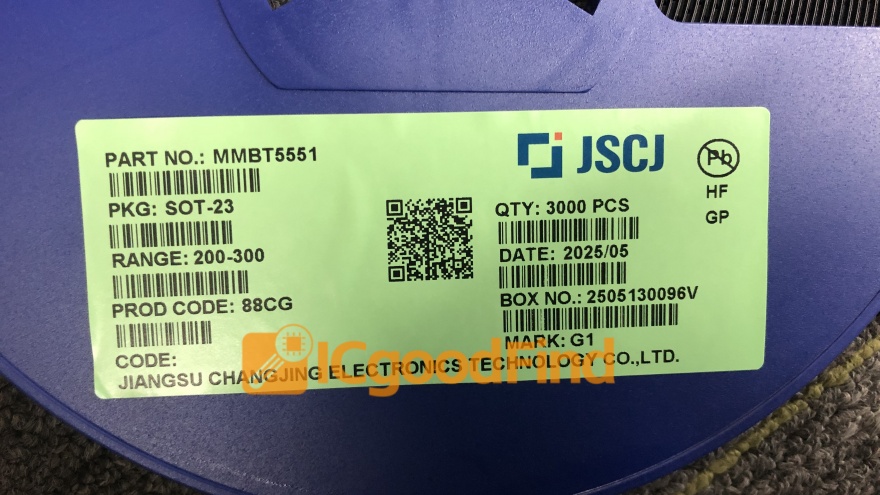 PART NO.: MMBT5551
PKG: SOT-23
RANGE: 200-300
PROD CODE: 88CG
CODE:
JSCJ
Pb
HF
GP
QTY: 3000 PCS
DATE: 2025/05
BOX NO.: 2505130096V
MARK: G1
JIANGSU CHANGJING ELECTRONICS TECHNOLOGY CO.,LTD.
ICgoodFind